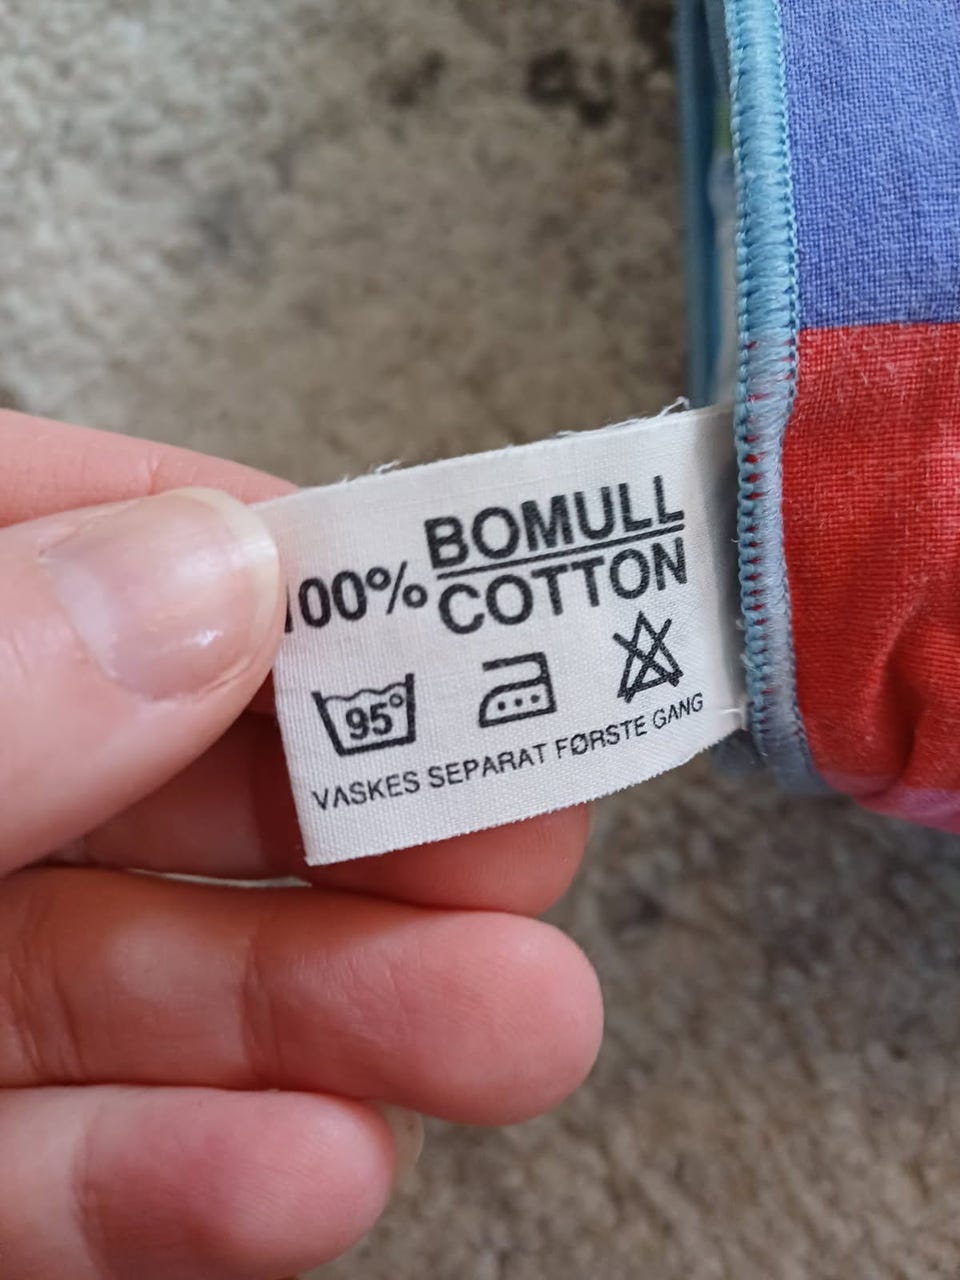 100% BOMULL
COTTON
95°
VASKES SEPARAT FØRSTE GANG